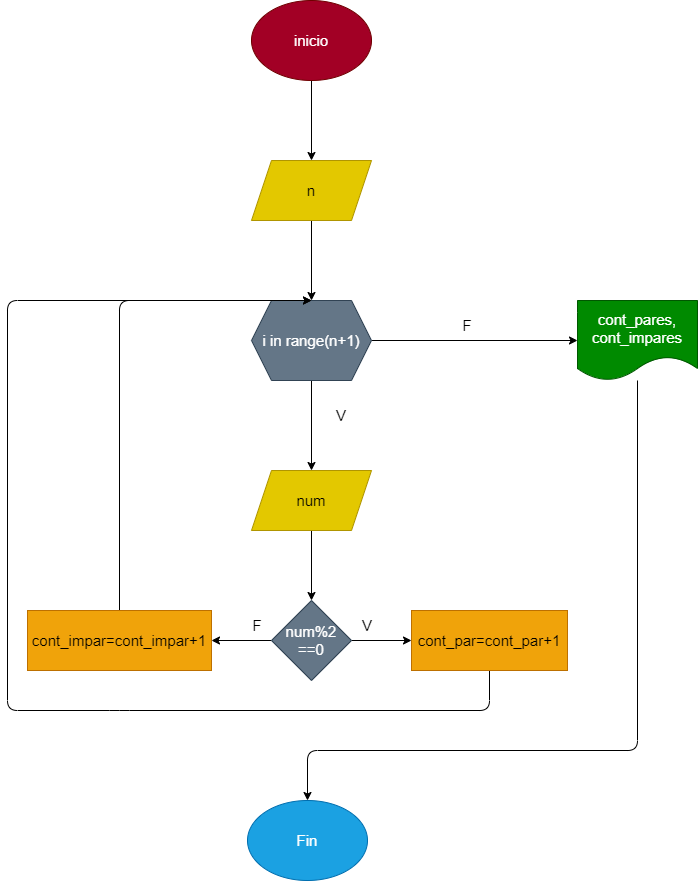 inicio
n
i in range(n+1)
F
cont_pares,
cont_impares
V
num
F
num%2
==0
V
cont_impar=cont_impar+1
cont_par=cont_par+1
Fin